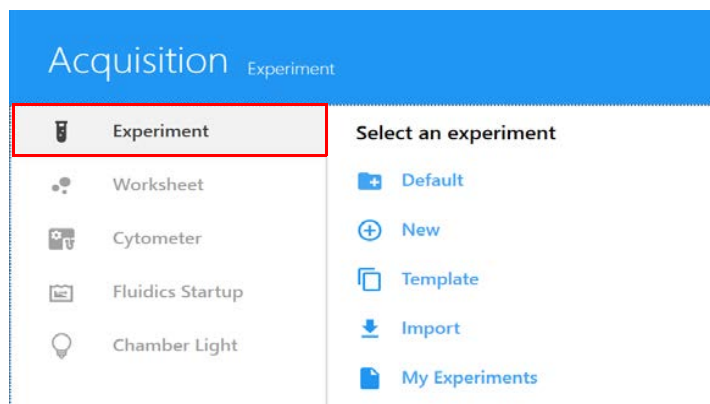 Acquisition Experiment
Experiment
Worksheet
Cytometer
Fluidics Startup
Chamber Light
Select an experiment
Default
New
Template
Import
My Experiments